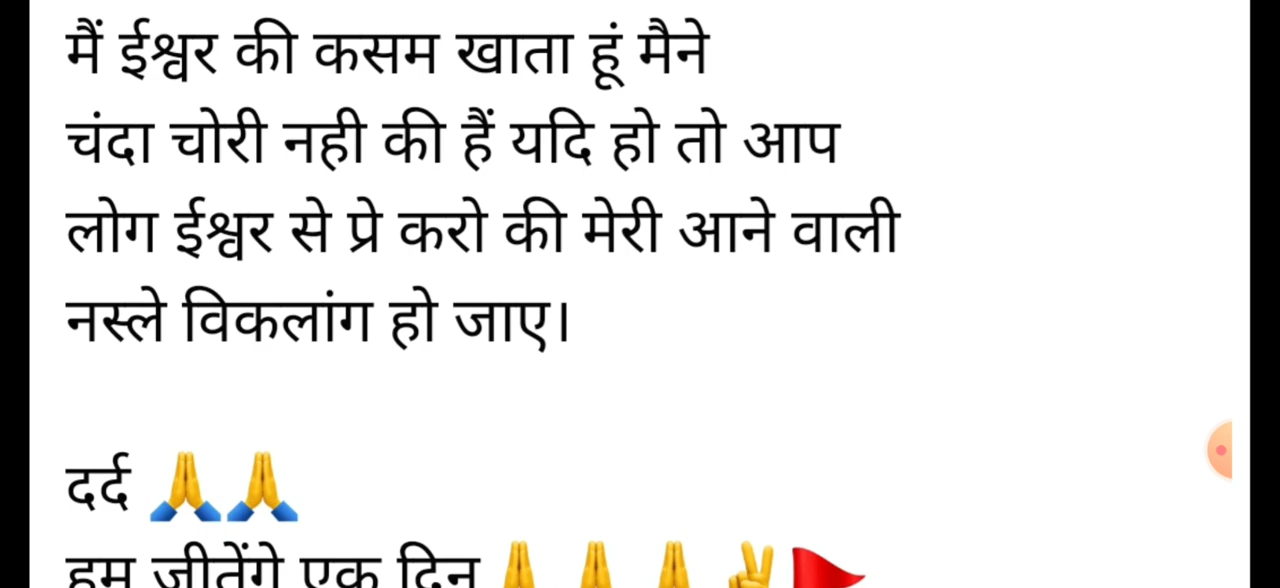 मैं ईश्वर की कसम खाता हूं मैने
चंदा चोरी नही की हैं यदि हो तो आप
लोग ईश्वर से प्रे करो की मेरी आने वाली
नस्ले विकलांग हो जाए।
दर्द 🙏🙏
हम जीतेंगे एक दिन 🙏🙏🙏✌️🚩